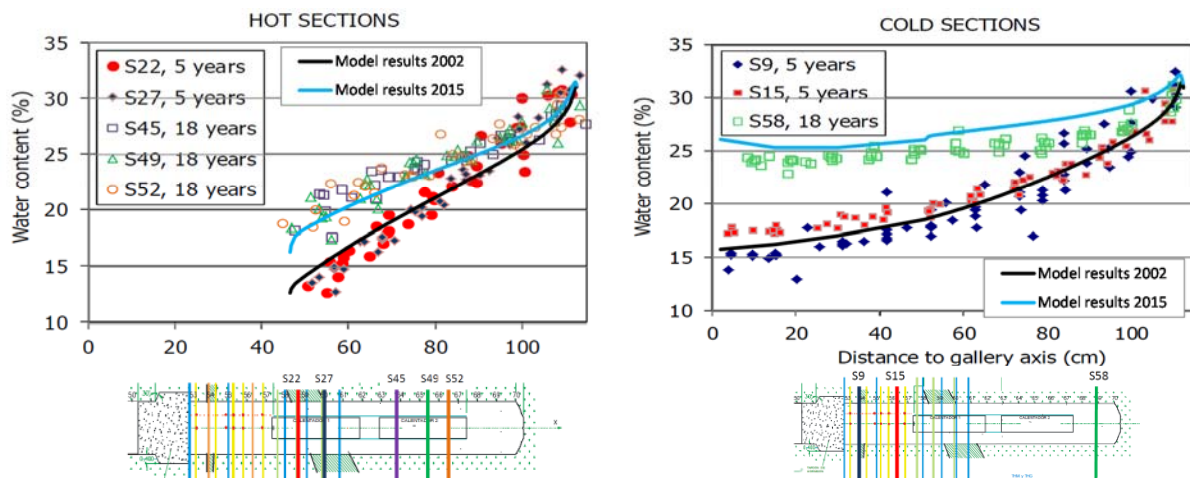 HOT SECTIONS
35
30
25
20
15
10
Water content (%)
S22, 5 years
S27, 5 years
S45, 18 years
S49, 18 years
S52, 18 years
Model results 2002
Model results 2015
0 20 40 60 80 100
S22 S27 S45 S49 S52
COLD SECTIONS
35
30
25
20
15
10
Water content (%)
S9, 5 years
S15, 5 years
S58, 18 years
Model results 2002
Model results 2015
0 20 40 60 80 100
Distance to gallery axis (cm)
S9 S15 S58